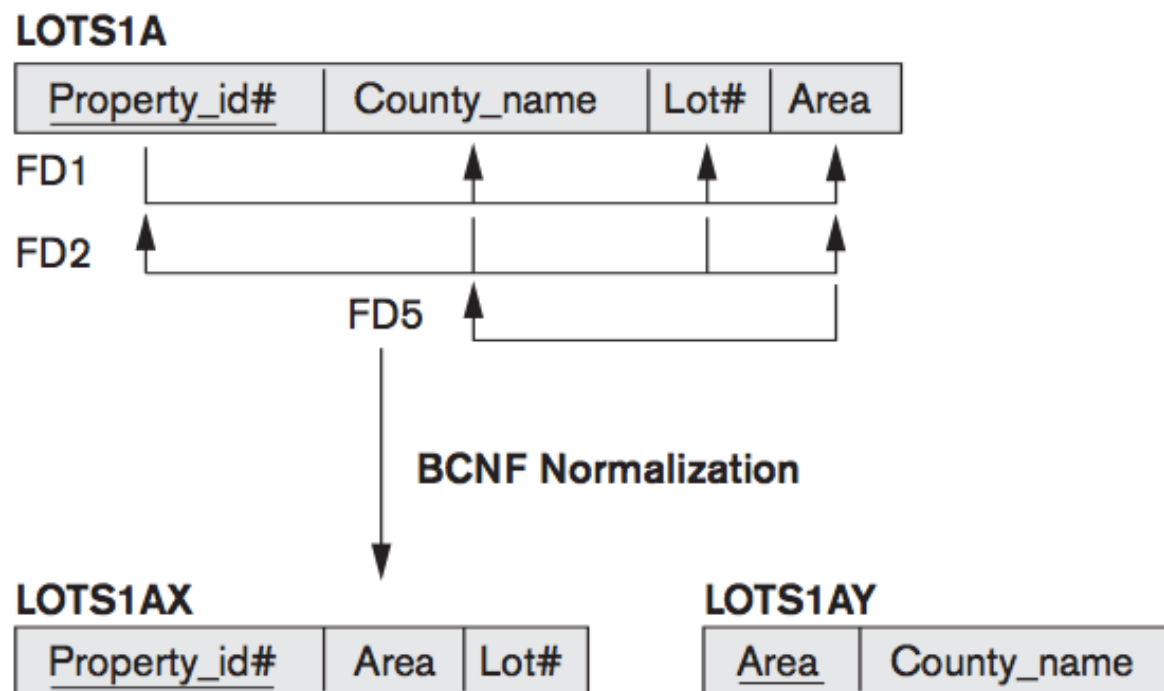 LOTS1A
Property_id# County_name Lot# Area
FD1
FD2
FD5
BCNF Normalization
LOTS1AX LOTS1AY
Property_id# Area Lot# Area County_name